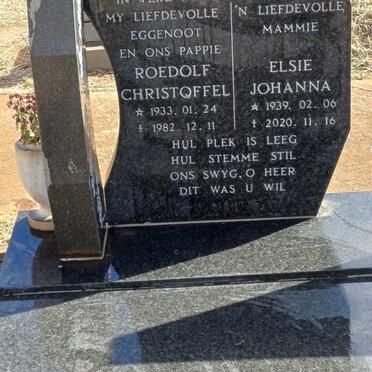 MY LIEFDEVOLLE
EGGENOOT
EN ONS PAPPIE
ROEDOLF
CHRISTOFFEL
* 1933. 01. 24
† 1982. 12. 11
'N LIEFDEVOLLE
MAMMIE
ELSIE
JOHANNA
* 1939. 02. 06
† 2020. 11. 16
HUL PLEK IS LEEG
HUL STEMME STIL
ONS SWYG, O HEER
DIT WAS U WIL